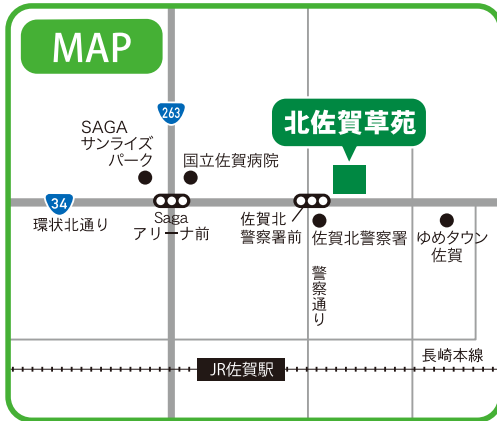 MAP
263
北佐賀草苑
SAGA
サンライズ
パーク
国立佐賀病院
34
環状北通り
Saga
アリーナ前
佐賀北
警察署前
佐賀北警察署
ゆめタウン
佐賀
警察通り
長崎本線
JR佐賀駅